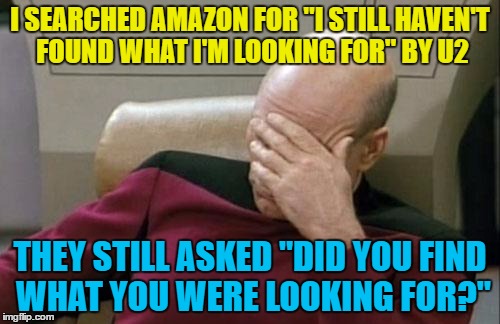 I SEARCHED AMAZON FOR "I STILL HAVEN'T
FOUND WHAT I'M LOOKING FOR" BY U2
THEY STILL ASKED "DID YOU FIND
WHAT YOU WERE LOOKING FOR?"
imgflip.com